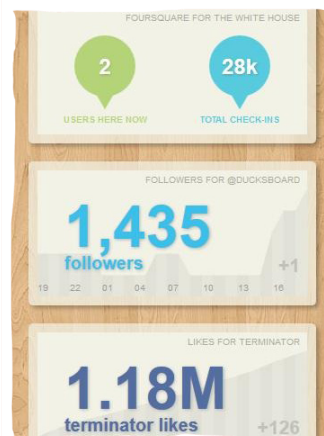 FOURSQUARE FOR THE WHITE HOUSE
2
28k
USERS HERE NOW
TOTAL CHECK-INS
FOLLOWERS FOR @DUCKSBOARD
1,435
followers
+1
19 22 01 04 07 10 13 16
LIKES FOR TERMINATOR
1.18M
terminator likes
+126